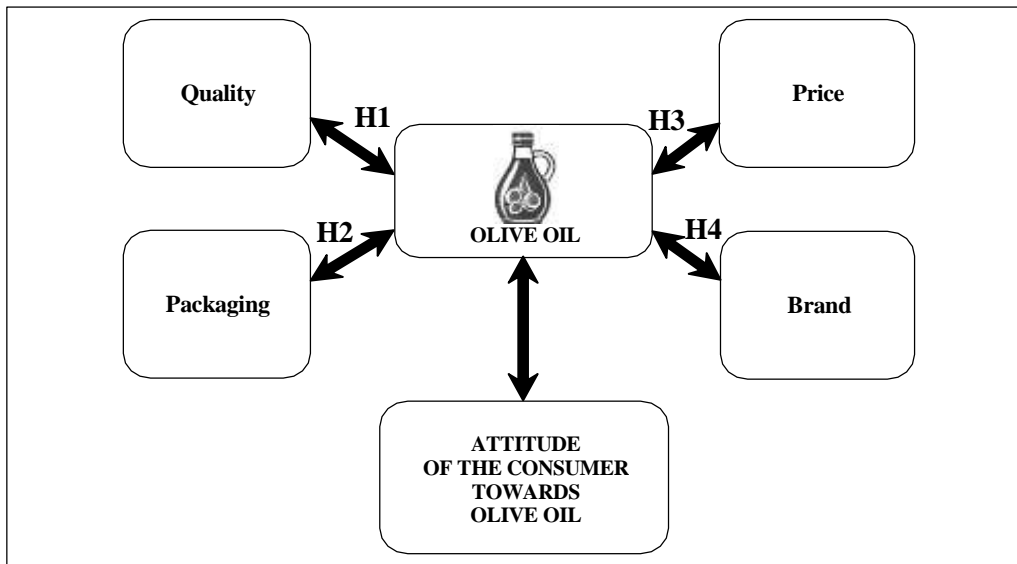 Quality
H1
H3
Price
OLIVE OIL
H2
H4
Packaging
Brand
ATTITUDE
OF THE CONSUMER
TOWARDS
OLIVE OIL